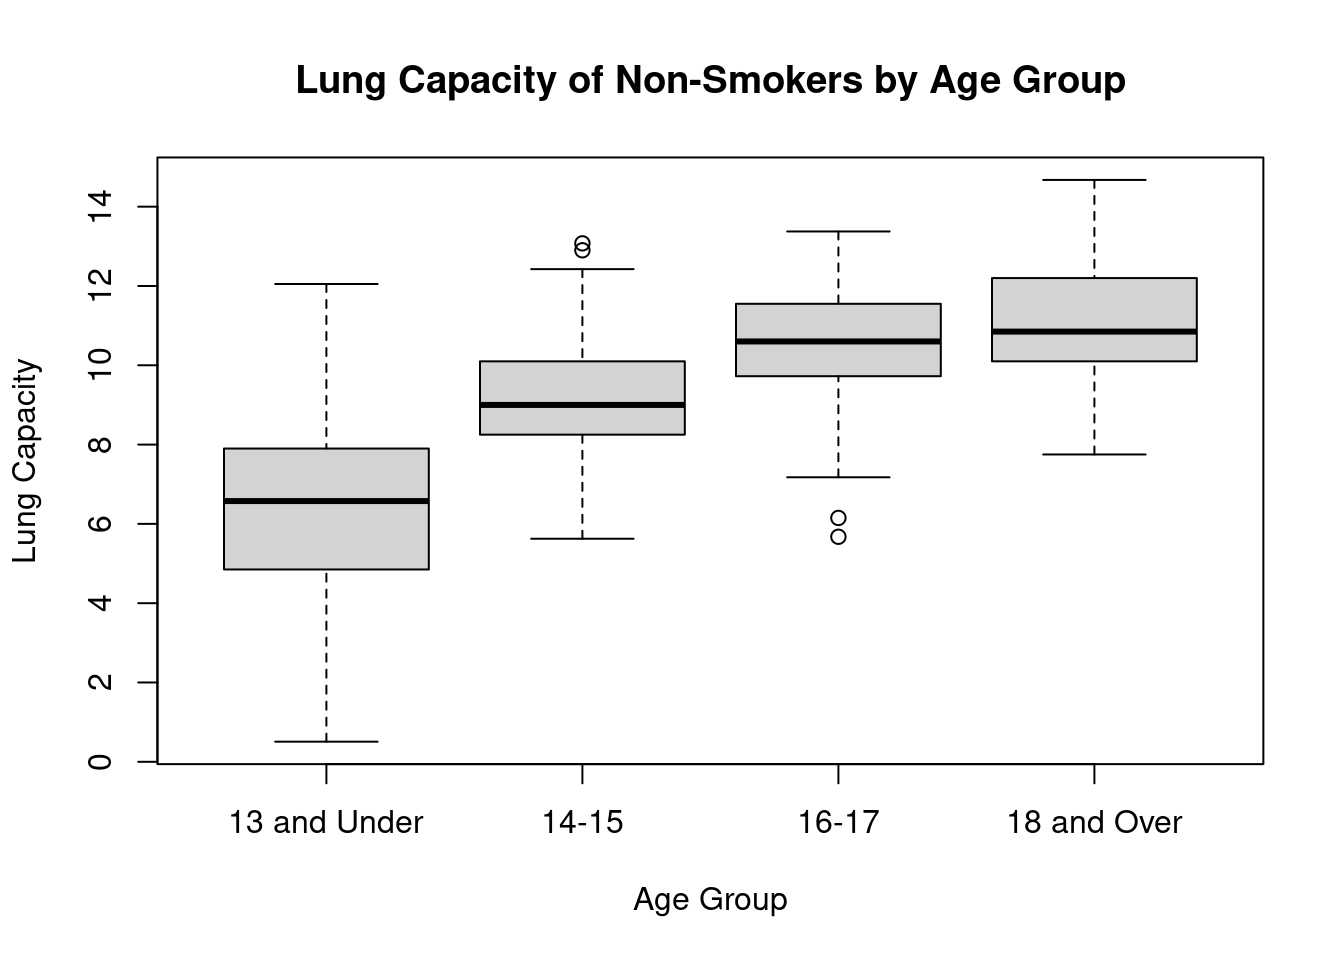 Lung Capacity of Non-Smokers by Age Group
Lung Capacity
14
12
10
8
6
4
2
0
13 and Under 14-15 16-17 18 and Over
Age Group